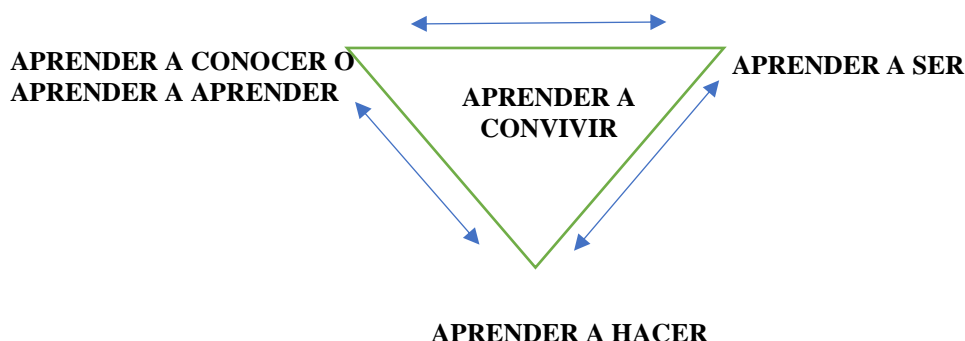 APRENDER A CONOCER O
APRENDER A APRENDER
APRENDER A SER
APRENDER A
CONVIVIR
APRENDER A HACER